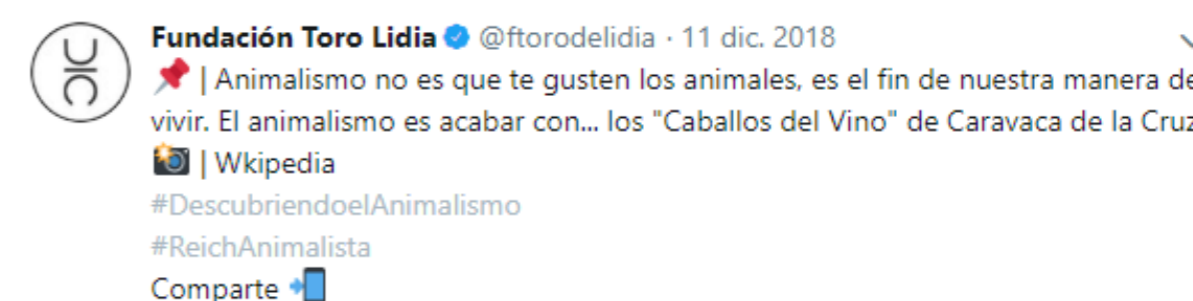 Fundación Toro Lidia @ftorodelidia · 11 dic. 2018
| Animalismo no es que te gusten los animales, es el fin de nuestra manera de
vivir. El animalismo es acabar con... los "Caballos del Vino" de Caravaca de la Cruz
| Wkipedia
#DescubriendoelAnimalismo
#ReichAnimalista
Comparte